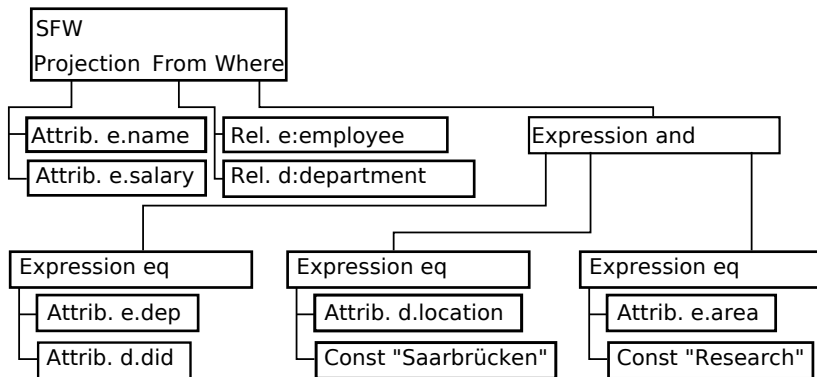 SFW
Projection From Where
Attrib. e.name
Rel. e:employee
Expression and
Attrib. e.salary
Rel. d:department
Expression eq
Expression eq
Expression eq
Attrib. e.dep
Attrib. d.location
Attrib. e.area
Attrib. d.did
Const "Saarbrücken"
Const "Research"